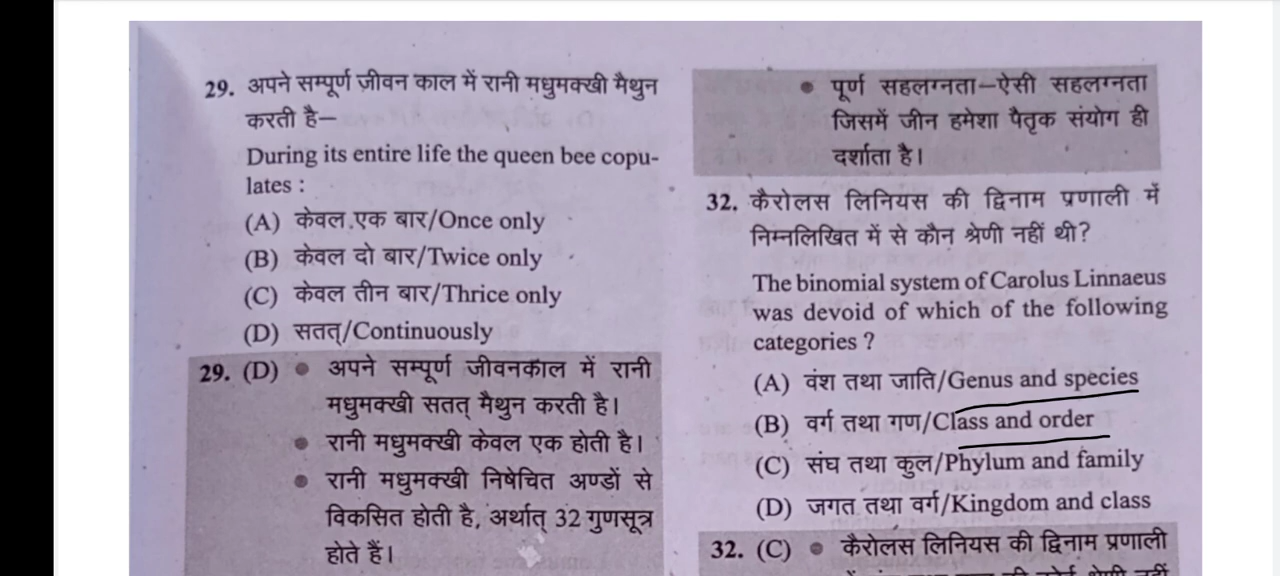 29. अपने सम्पूर्ण ज़ीवन काल में रानी मधुमक्खी मैथुन
करती है–
During its entire life the queen bee copu-
lates :
(A) केवल एक बार/Once only
(B) केवल दो बार/Twice only
(C) केवल तीन बार/Thrice only
(D) सतत्/Continuously
29. (D) ● अपने सम्पूर्ण जीवनकाल में रानी
मधुमक्खी सतत् मैथुन करती है।
● रानी मधुमक्खी केवल एक होती है।
● रानी मधुमक्खी निषेचित अण्डों से
विकसित होती है, अर्थात् 32 गुणसूत्र
होते हैं।
● पूर्ण सहलग्नता–ऐसी सहलग्नता
जिसमें जीन हमेशा पैतृक संयोग ही
दर्शाता है।
32. कैरोलस लिनियस की द्विनाम प्रणाली में
निम्नलिखित में से कौन श्रेणी नहीं थी?
The binomial system of Carolus Linnaeus
was devoid of which of the following
categories ?
(A) वंश तथा जाति/Genus and species
(B) वर्ग तथा गण/Class and order
(C) संघ तथा कुल/Phylum and family
(D) जगत तथा वर्ग/Kingdom and class
32. (C) ● कैरोलस लिनियस की द्विनाम प्रणाली